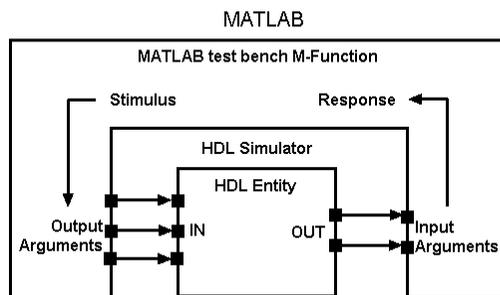 MATLAB
MATLAB test bench M-Function
Stimulus
Response
HDL Simulator
HDL Entity
Output
Arguments
IN
OUT
Input
Arguments